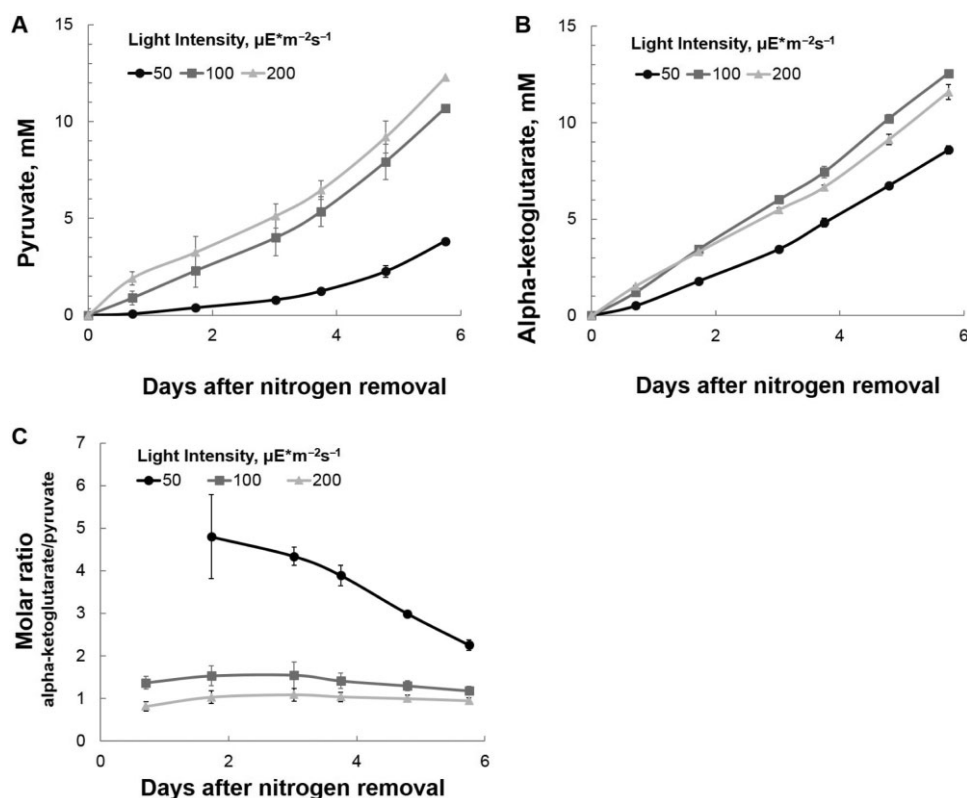 A
Light Intensity, µE*m⁻²s⁻¹
50 100 200
15
10
5
0
Pyruvate, mM
0 2 4 6
Days after nitrogen removal
B
Light Intensity, µE*m⁻²s⁻¹
50 100 200
15
10
5
0
Alpha-ketoglutarate, mM
0 2 4 6
Days after nitrogen removal
C
Light Intensity, µE*m⁻²s⁻¹
50 100 200
7
6
5
4
3
2
1
0
Molar ratio
alpha-ketoglutarate/pyruvate
0 2 4 6
Days after nitrogen removal